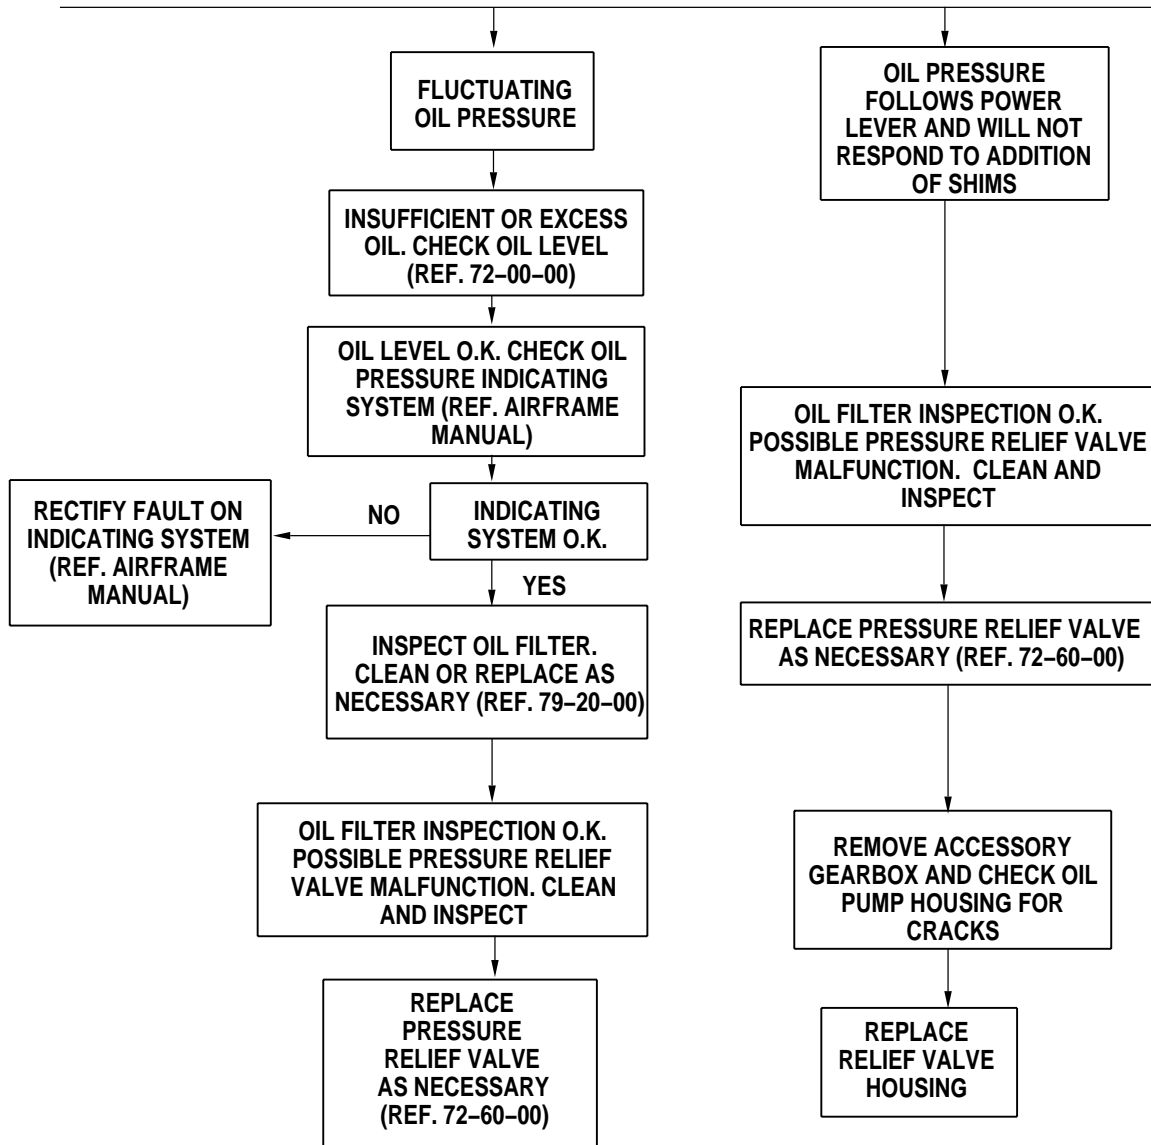 FLUCTUATING
OIL PRESSURE
INSUFFICIENT OR EXCESS
OIL. CHECK OIL LEVEL
(REF. 72–00–00)
OIL LEVEL O.K. CHECK OIL
PRESSURE INDICATING
SYSTEM (REF. AIRFRAME
MANUAL)
INDICATING
SYSTEM O.K.
NO
RECTIFY FAULT ON
INDICATING SYSTEM
(REF. AIRFRAME
MANUAL)
YES
INSPECT OIL FILTER.
CLEAN OR REPLACE AS
NECESSARY (REF. 79–20–00)
OIL FILTER INSPECTION O.K.
POSSIBLE PRESSURE RELIEF
VALVE MALFUNCTION. CLEAN
AND INSPECT
REPLACE
PRESSURE
RELIEF VALVE
AS NECESSARY
(REF. 72–60–00)
OIL PRESSURE
FOLLOWS POWER
LEVER AND WILL NOT
RESPOND TO ADDITION
OF SHIMS
OIL FILTER INSPECTION O.K.
POSSIBLE PRESSURE RELIEF VALVE
MALFUNCTION. CLEAN AND
INSPECT
REPLACE PRESSURE RELIEF VALVE
AS NECESSARY (REF. 72–60–00)
REMOVE ACCESSORY
GEARBOX AND CHECK OIL
PUMP HOUSING FOR
CRACKS
REPLACE
RELIEF VALVE
HOUSING